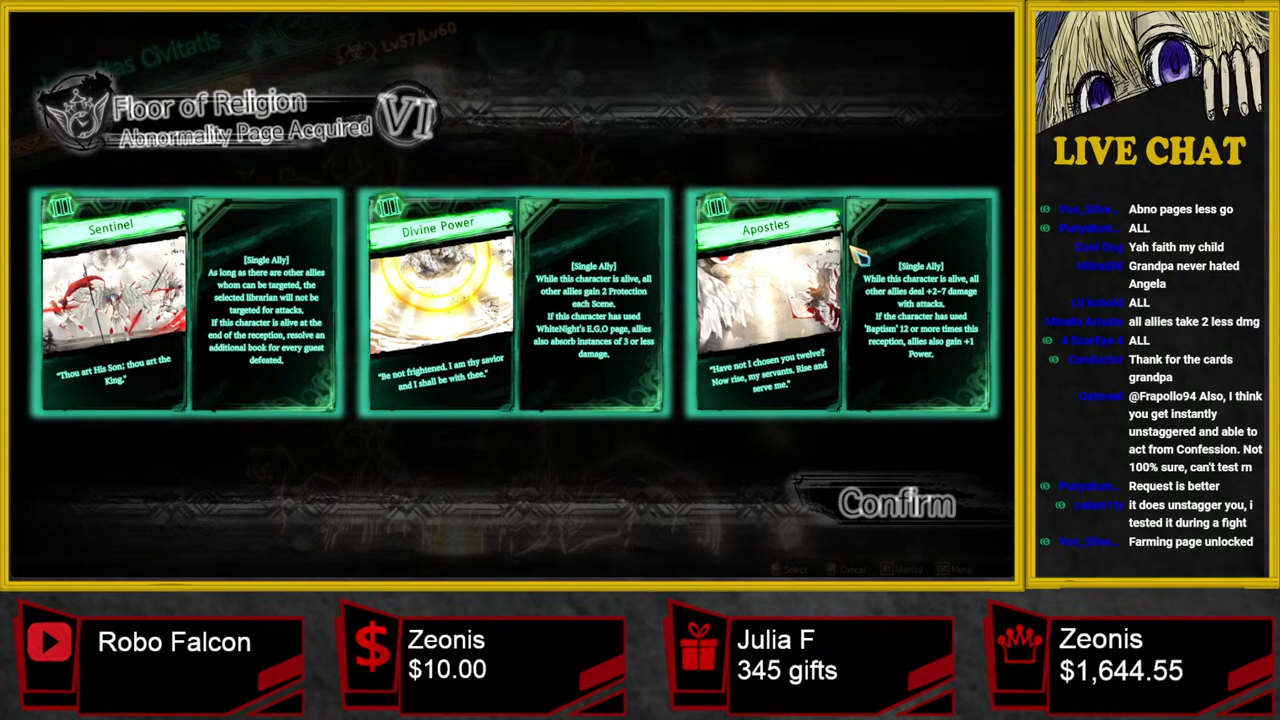 Lv57/Lv60
Floor of Religion
Abnormality Page Acquired
VI
Sentinel
"Thou art His Son; thou art the
King."
[Single Ally]
As long as there are other allies
whom can be targeted, the
selected librarian will not be
targeted for attacks.
If this character is alive at the
end of the reception, resolve an
additional book for every guest
defeated.
Divine Power
"Be not frightened. I am thy savior
and I shall be with thee."
[Single Ally]
While this character is alive, all
other allies gain 2 Protection
each Scene.
If this character has used
WhiteNight's E.G.O page, allies
also absorb instances of 3 or less
damage.
Apostles
"Have not I chosen you twelve?
Now rise, my servants. Rise and
serve me."
[Single Ally]
While this character is alive, all
other allies deal +2~7 damage
with attacks.
If the character has used
'Baptism' 12 or more times this
reception, allies also gain +1
Power.
Confirm
Select
Cancel
Manual
Menu
LIVE CHAT
Abno pages less go
ALL
Cool Dog Yah faith my child
Grandpa never hated
Angela
ALL
all allies take 2 less dmg
ALL
Conductor Thank for the cards
grandpa
Oatmeal @Frapollo94 Also, I think
you get instantly
unstaggered and able to
act from Confession. Not
100% sure, can't test rn
Request is better
it does unstagger you, i
tested it during a fight
Farming page unlocked
Robo Falcon
Zeonis
$10.00
Julia F
345 gifts
Zeonis
$1,644.55